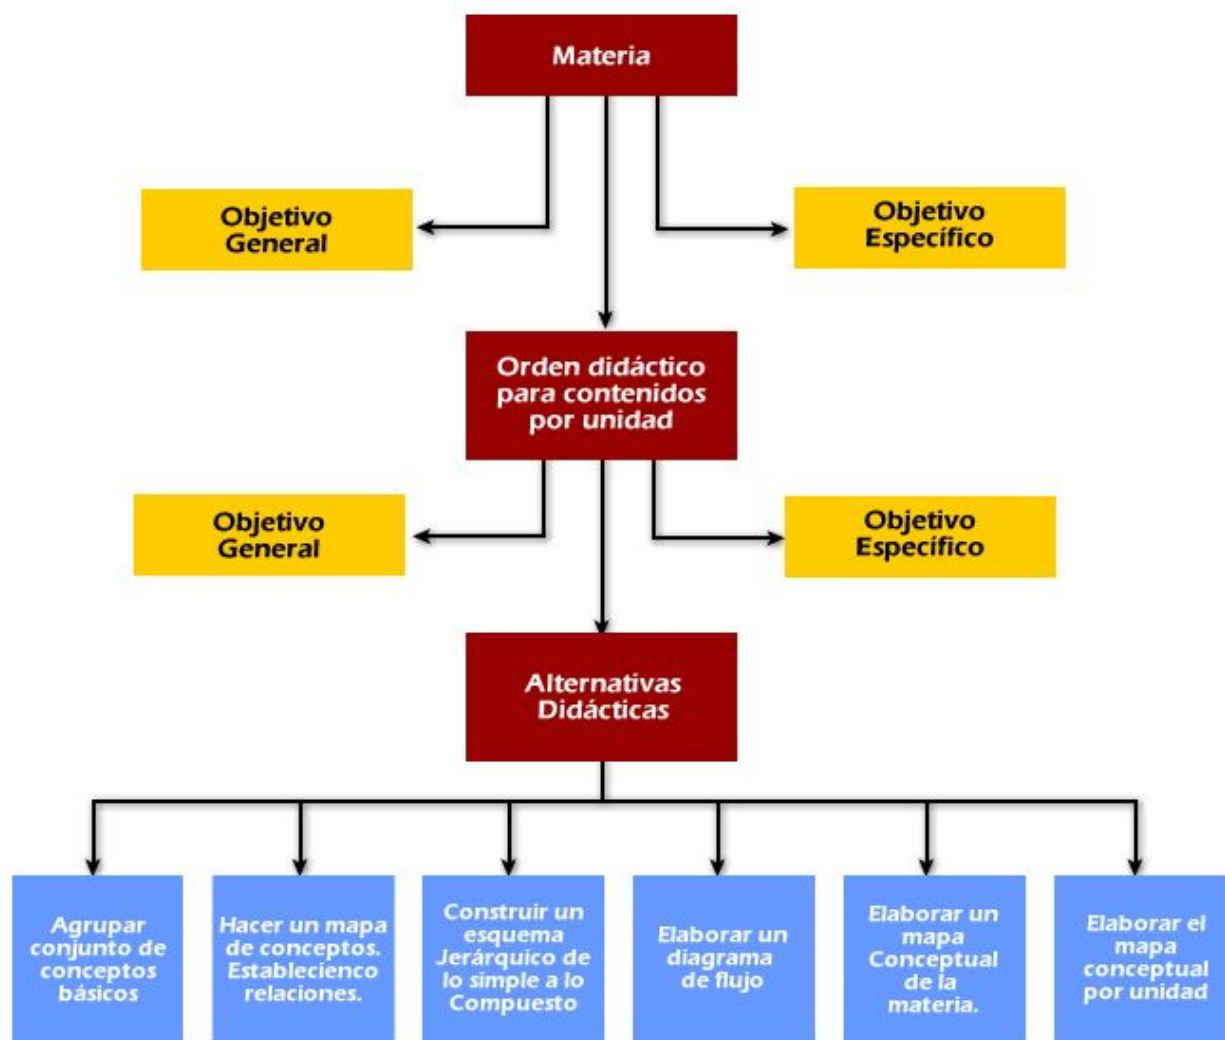 Materia
Objetivo
General
Objetivo
Específico
Orden didáctico
para contenidos
por unidad
Objetivo
General
Objetivo
Específico
Alternativas
Didácticas
Agrupar
conjunto de
conceptos
básicos
Hacer un mapa
de conceptos.
Establecienco
relaciones.
Construir un
esquema
Jerárquico de
lo simple a lo
Compuesto
Elaborar un
diagrama
de flujo
Elaborar un
mapa
Conceptual
de la
materia.
Elaborar el
mapa
conceptual
por unidad